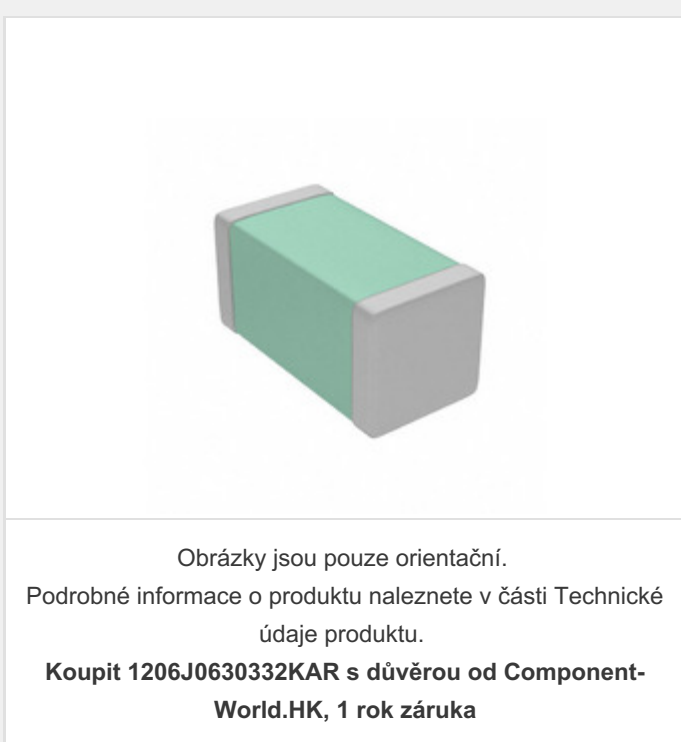 Obrázky jsou pouze orientační.
Podrobné informace o produktu naleznete v části Technické
údaje produktu.
Koupit 1206J0630332KAR s důvěrou od Component-
World.HK, 1 rok záruka